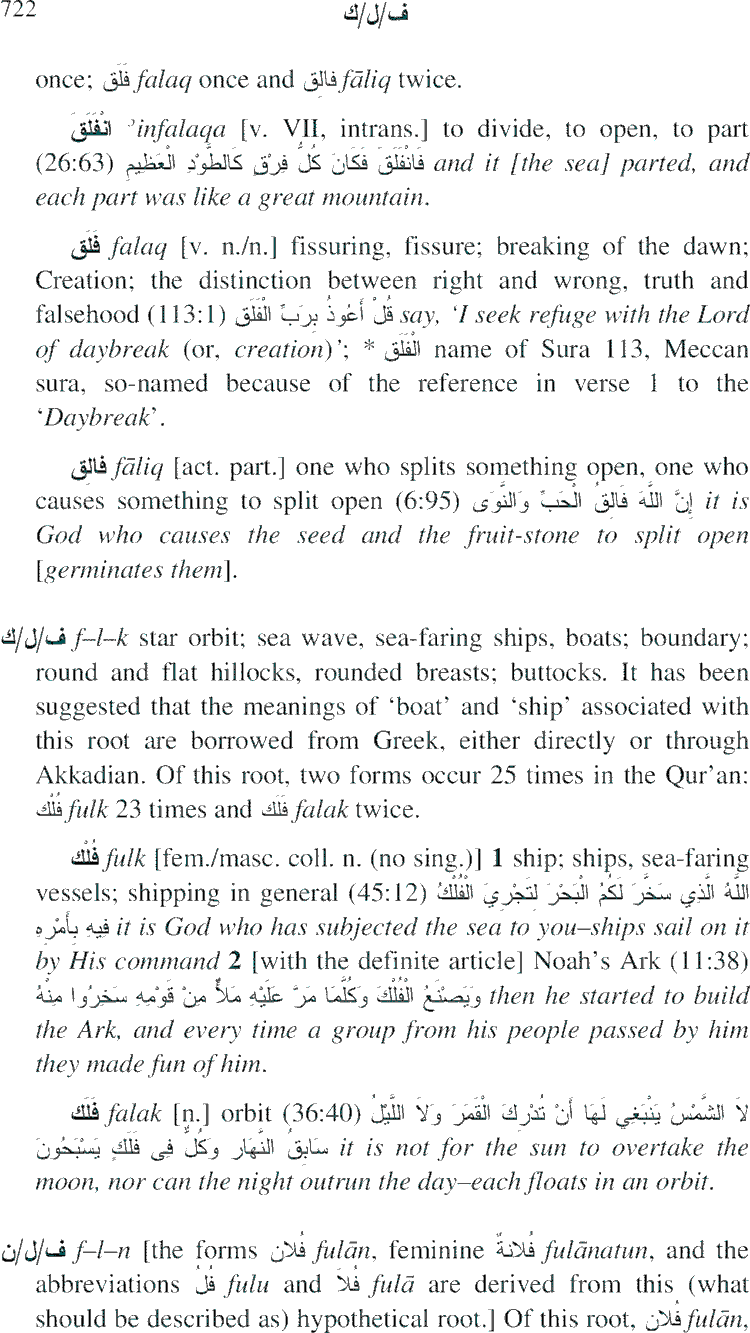 722 ف/ل/ك
once; فَلَق falaq once and فالِق fāliq twice.
انْفَلَقَ ʾinfalaqa [v. VII, intrans.] to divide, to open, to part
(26:63) فَانْفَلَقَ فَكَانَ كُلُّ فِرْقٍ كَالطَّوْدِ الْعَظِيمِ and it [the sea] parted, and
each part was like a great mountain.
فَلَق falaq [v. n./n.] fissuring, fissure; breaking of the dawn;
Creation; the distinction between right and wrong, truth and
falsehood (113:1) قُلْ أَعُوذُ بِرَبِّ الْفَلَقِ say, ‘I seek refuge with the Lord
of daybreak (or, creation)’; * الْفَلَق name of Sura 113, Meccan
sura, so-named because of the reference in verse 1 to the
‘Daybreak’.
فالِق fāliq [act. part.] one who splits something open, one who
causes something to split open (6:95) إِنَّ اللَّهَ فَالِقُ الْحَبِّ وَالنَّوَى it is
God who causes the seed and the fruit-stone to split open
[germinates them].
ف/ل/ك f–l–k star orbit; sea wave, sea-faring ships, boats; boundary;
round and flat hillocks, rounded breasts; buttocks. It has been
suggested that the meanings of ‘boat’ and ‘ship’ associated with
this root are borrowed from Greek, either directly or through
Akkadian. Of this root, two forms occur 25 times in the Qur’an:
فُلْك fulk 23 times and فَلَك falak twice.
فُلْك fulk [fem./masc. coll. n. (no sing.)] 1 ship; ships, sea-faring
vessels; shipping in general (45:12) اللَّهُ الَّذِي سَخَّرَ لَكُمُ الْبَحْرَ لِتَجْرِيَ الْفُلْكُ
فِيهِ بِأَمْرِهِ it is God who has subjected the sea to you–ships sail on it
by His command 2 [with the definite article] Noah’s Ark (11:38)
وَيَصْنَعُ الْفُلْكَ وَكُلَّمَا مَرَّ عَلَيْهِ مَلأٌ مِنْ قَوْمِهِ سَخِرُوا مِنْهُ then he started to build
the Ark, and every time a group from his people passed by him
they made fun of him.
فَلَك falak [n.] orbit (36:40) لاَ الشَّمْسُ يَنْبَغِي لَهَا أَنْ تُدْرِكَ الْقَمَرَ وَلاَ اللَّيْلُ
سَابِقُ النَّهَارِ وَكُلٌّ فِى فَلَكٍ يَسْبَحُونَ it is not for the sun to overtake the
moon, nor can the night outrun the day–each floats in an orbit.
ف/ل/ن f–l–n [the forms فُلان fulān, feminine فُلانةٌ fulānatun, and the
abbreviations فُلُ fulu and فُلاَ fulā are derived from this (what
should be described as) hypothetical root.] Of this root, فُلان fulān,